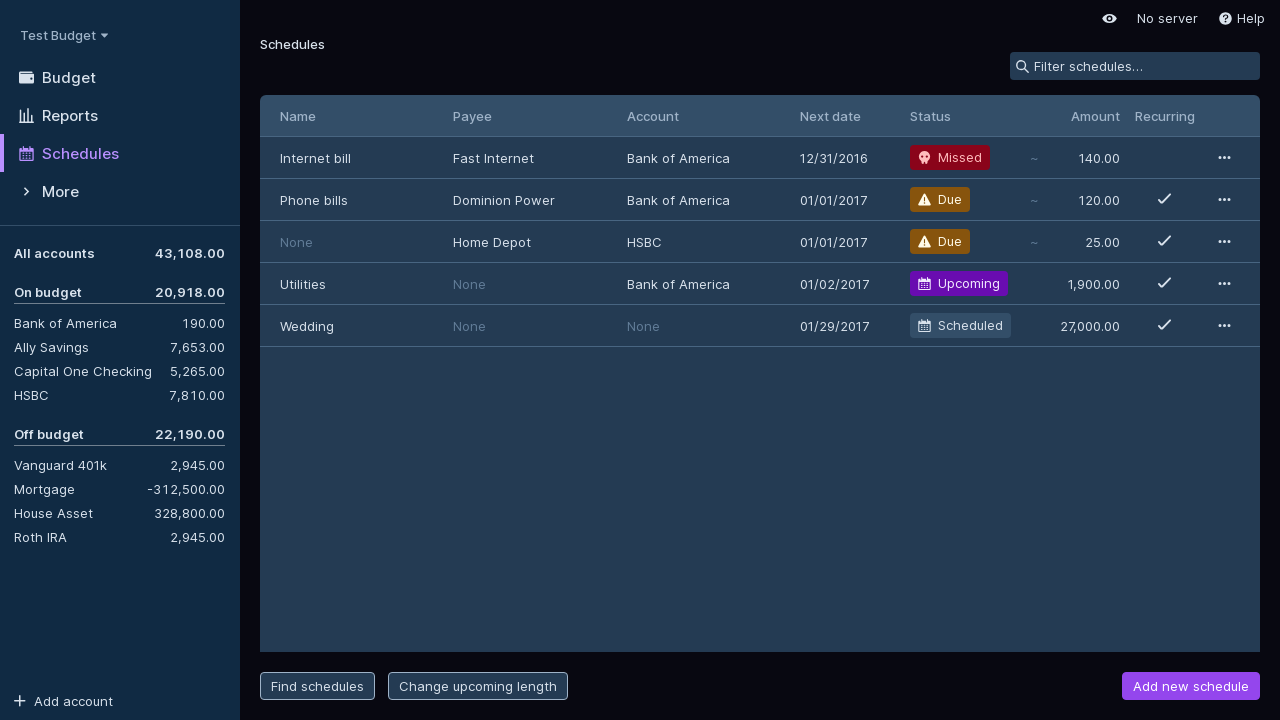 Test Budget
Budget
Reports
Schedules
More
All accounts 43,108.00
On budget 20,918.00
Bank of America 190.00
Ally Savings 7,653.00
Capital One Checking 5,265.00
HSBC 7,810.00
Off budget 22,190.00
Vanguard 401k 2,945.00
Mortgage -312,500.00
House Asset 328,800.00
Roth IRA 2,945.00
Add account
No server Help
Schedules
Filter schedules...
Name Payee Account Next date Status Amount Recurring
Internet bill Fast Internet Bank of America 12/31/2016 Missed ~ 140.00
Phone bills Dominion Power Bank of America 01/01/2017 Due ~ 120.00
None Home Depot HSBC 01/01/2017 Due ~ 25.00
Utilities None Bank of America 01/02/2017 Upcoming 1,900.00
Wedding None None 01/29/2017 Scheduled 27,000.00
Find schedules Change upcoming length Add new schedule